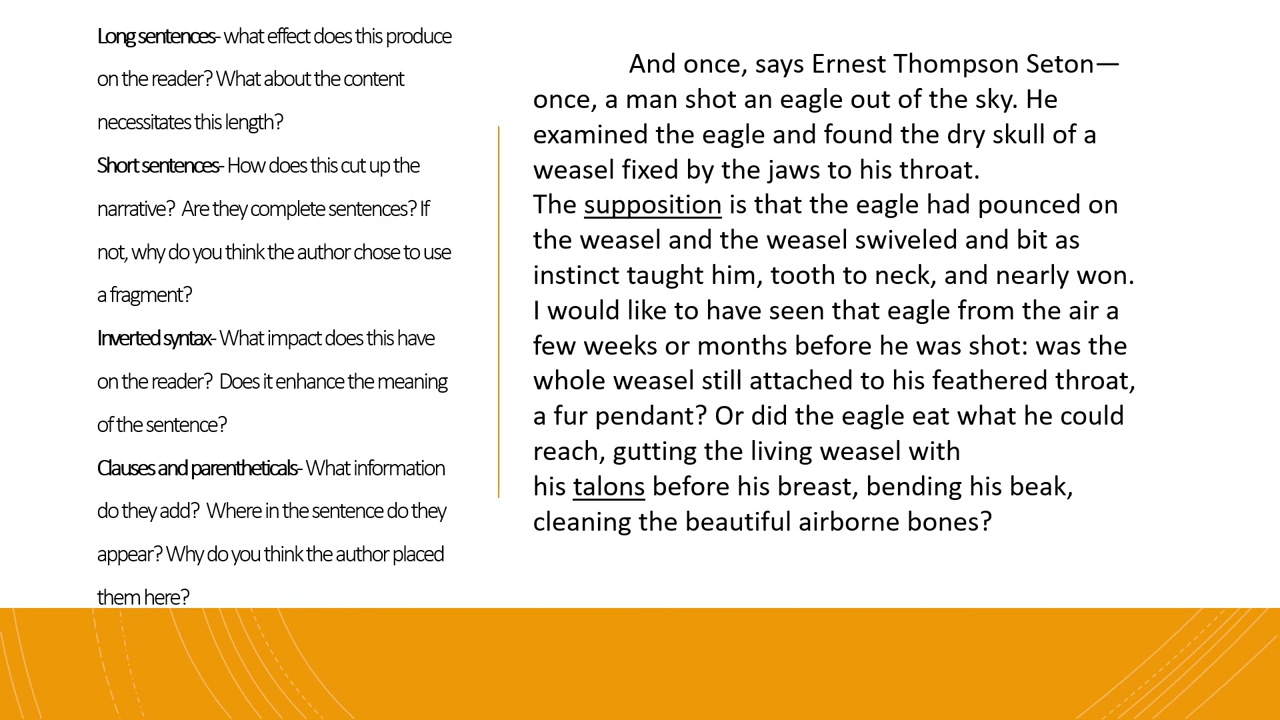 Long sentences- what effect does this produce
on the reader? What about the content
necessitates this length?
Short sentences- How does this cut up the
narrative? Are they complete sentences? If
not, why do you think the author chose to use
a fragment?
Inverted syntax- What impact does this have
on the reader? Does it enhance the meaning
of the sentence?
Clauses and parentheticals- What information
do they add? Where in the sentence do they
appear? Why do you think the author placed
them here?
And once, says Ernest Thompson Seton—
once, a man shot an eagle out of the sky. He
examined the eagle and found the dry skull of a
weasel fixed by the jaws to his throat.
The supposition is that the eagle had pounced on
the weasel and the weasel swiveled and bit as
instinct taught him, tooth to neck, and nearly won.
I would like to have seen that eagle from the air a
few weeks or months before he was shot: was the
whole weasel still attached to his feathered throat,
a fur pendant? Or did the eagle eat what he could
reach, gutting the living weasel with
his talons before his breast, bending his beak,
cleaning the beautiful airborne bones?